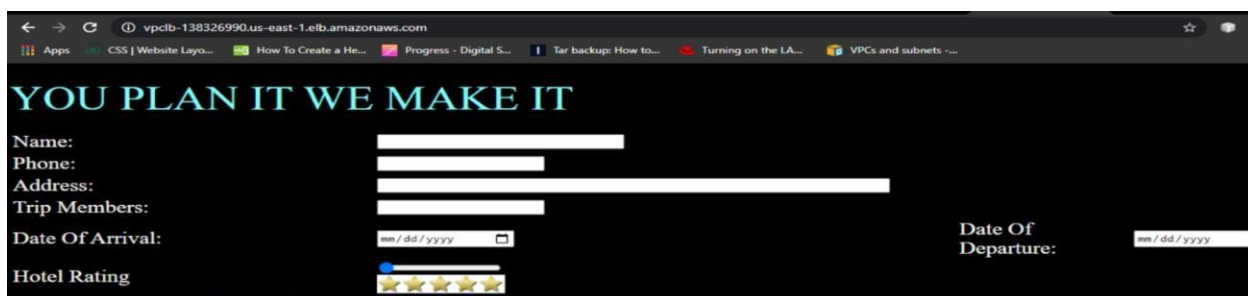 vpclb-138326990.us-east-1.elb.amazonaws.com
Apps CSS | Website Layo... How To Create a He... Progress - Digital S... Tar backup: How to... Turning on the LA... VPCs and subnets -...
YOU PLAN IT WE MAKE IT
Name:
Phone:
Address:
Trip Members:
Date Of Arrival: mm/dd/yyyy Date Of Departure: mm/dd/yyyy
Hotel Rating